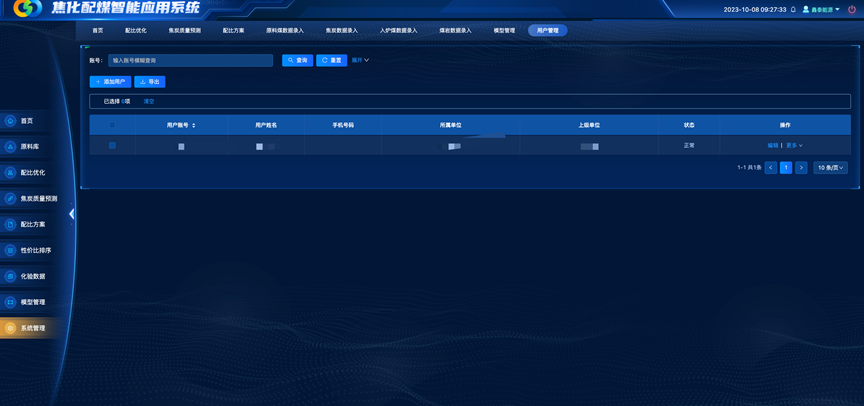 焦化配煤智能应用系统
2023-10-08 09:27:33 鑫泰能源
首页 配比优化 焦炭质量预测 配比方案 原料煤数据录入 焦炭数据录入 入炉煤数据录入 煤岩数据录入 模型管理 用户管理
账号: 输入账号模糊查询 查询 重置 展开
+ 添加用户 导出
已选择 0项 清空
用户账号 用户姓名 手机号码 所属单位 上级单位 状态 操作
正常 编辑 更多
1-1 共1条 < 1 > 10 条/页
首页
原料库
配比优化
焦炭质量预测
配比方案
性价比排序
化验数据
模型管理
系统管理